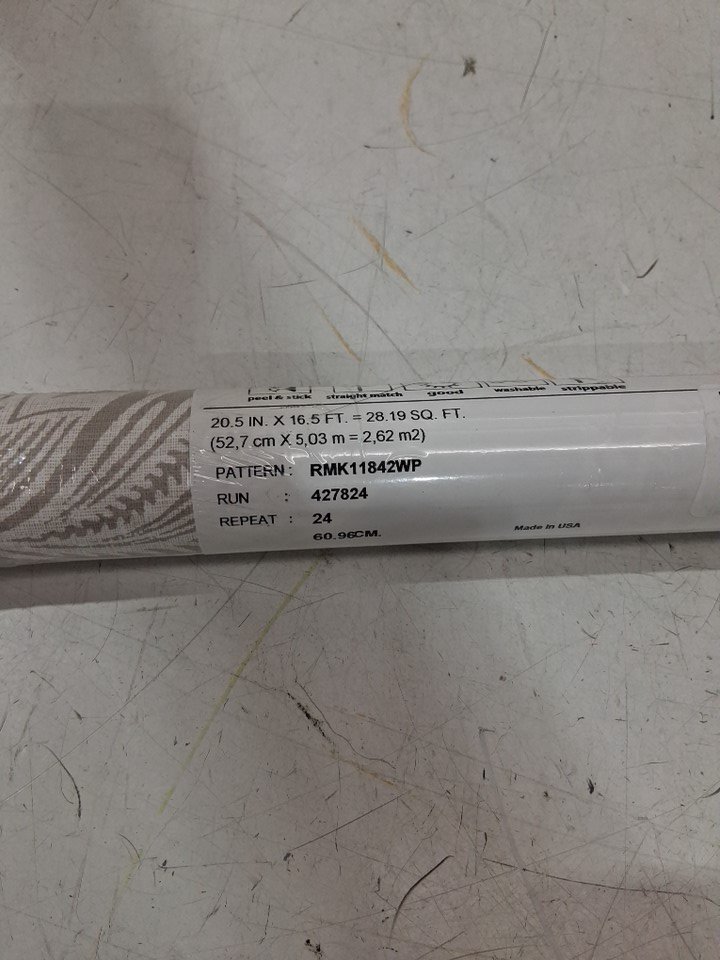 peel & stick straight match good washable strippable
20.5 IN. X 16.5 FT. = 28.19 SQ. FT.
(52,7 cm X 5,03 m = 2,62 m2)
PATTERN : RMK11842WP
RUN : 427824
REPEAT : 24
60.96CM.
Made in USA